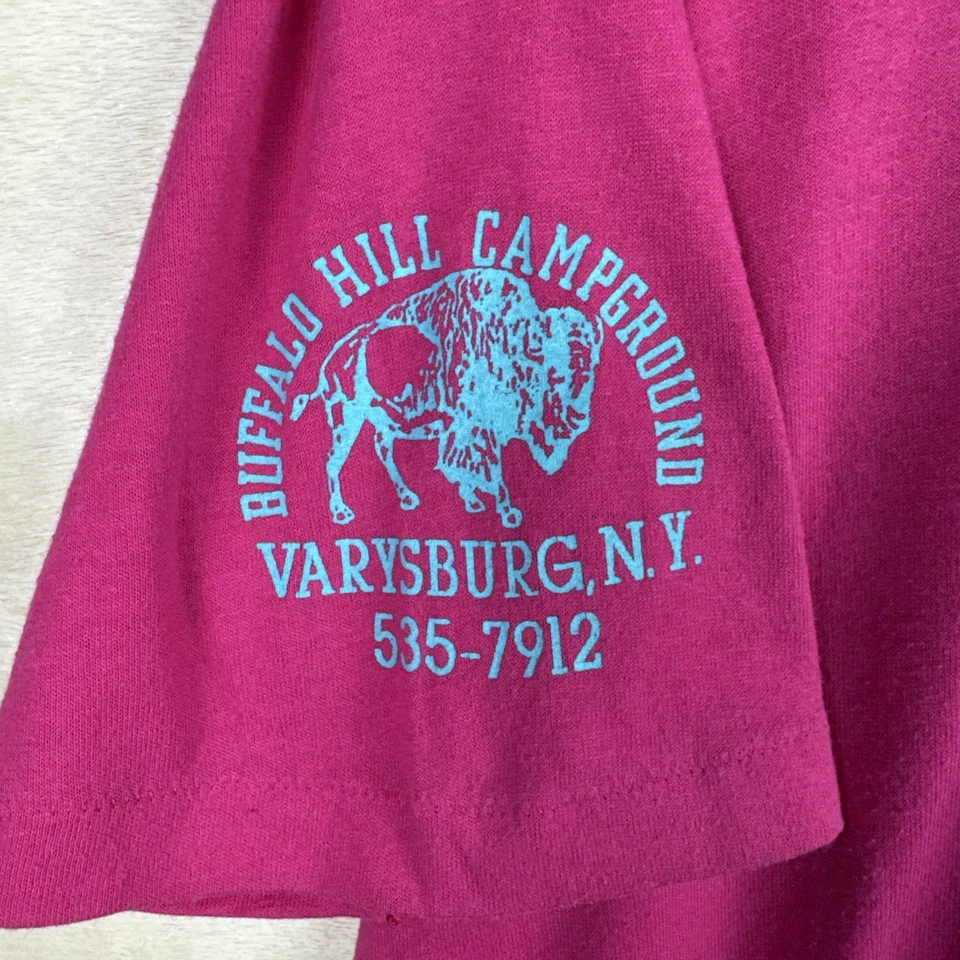 BUFFALO HILL CAMPGROUND
VARYSBURG, N.Y.
535-7912